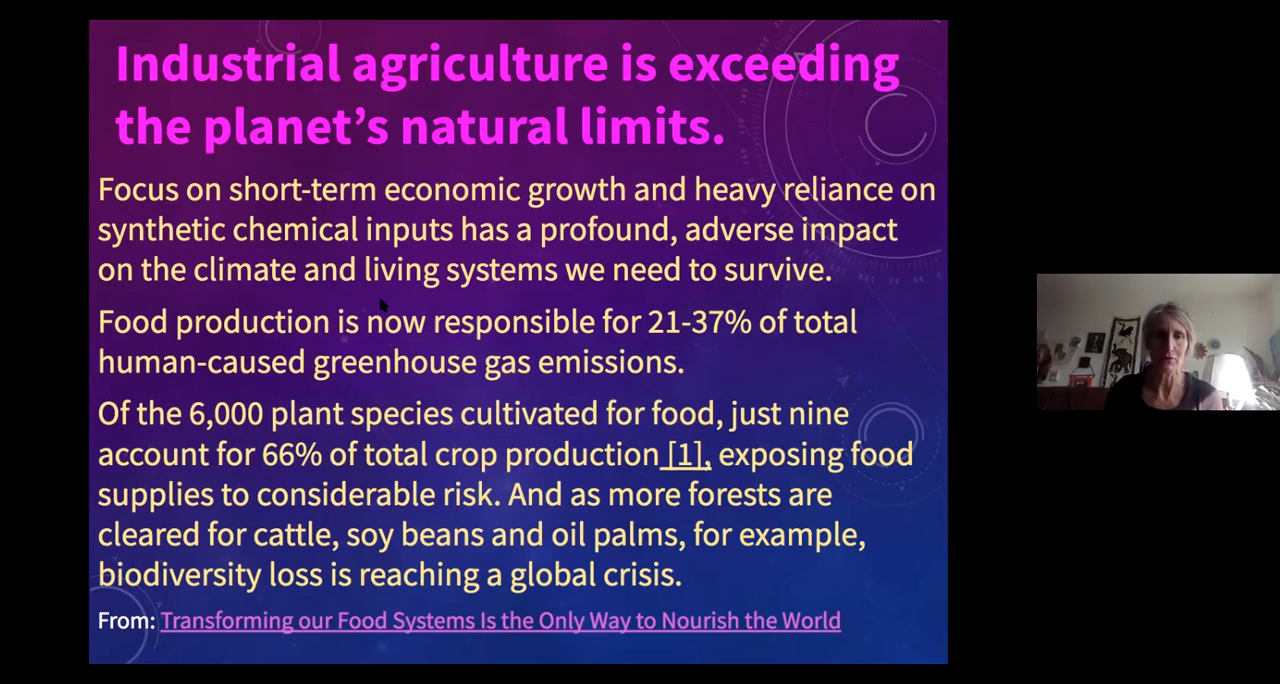 Industrial agriculture is exceeding
the planet’s natural limits.
Focus on short-term economic growth and heavy reliance on
synthetic chemical inputs has a profound, adverse impact
on the climate and living systems we need to survive.
Food production is now responsible for 21-37% of total
human-caused greenhouse gas emissions.
Of the 6,000 plant species cultivated for food, just nine
account for 66% of total crop production [1], exposing food
supplies to considerable risk. And as more forests are
cleared for cattle, soy beans and oil palms, for example,
biodiversity loss is reaching a global crisis.
From: Transforming our Food Systems Is the Only Way to Nourish the World